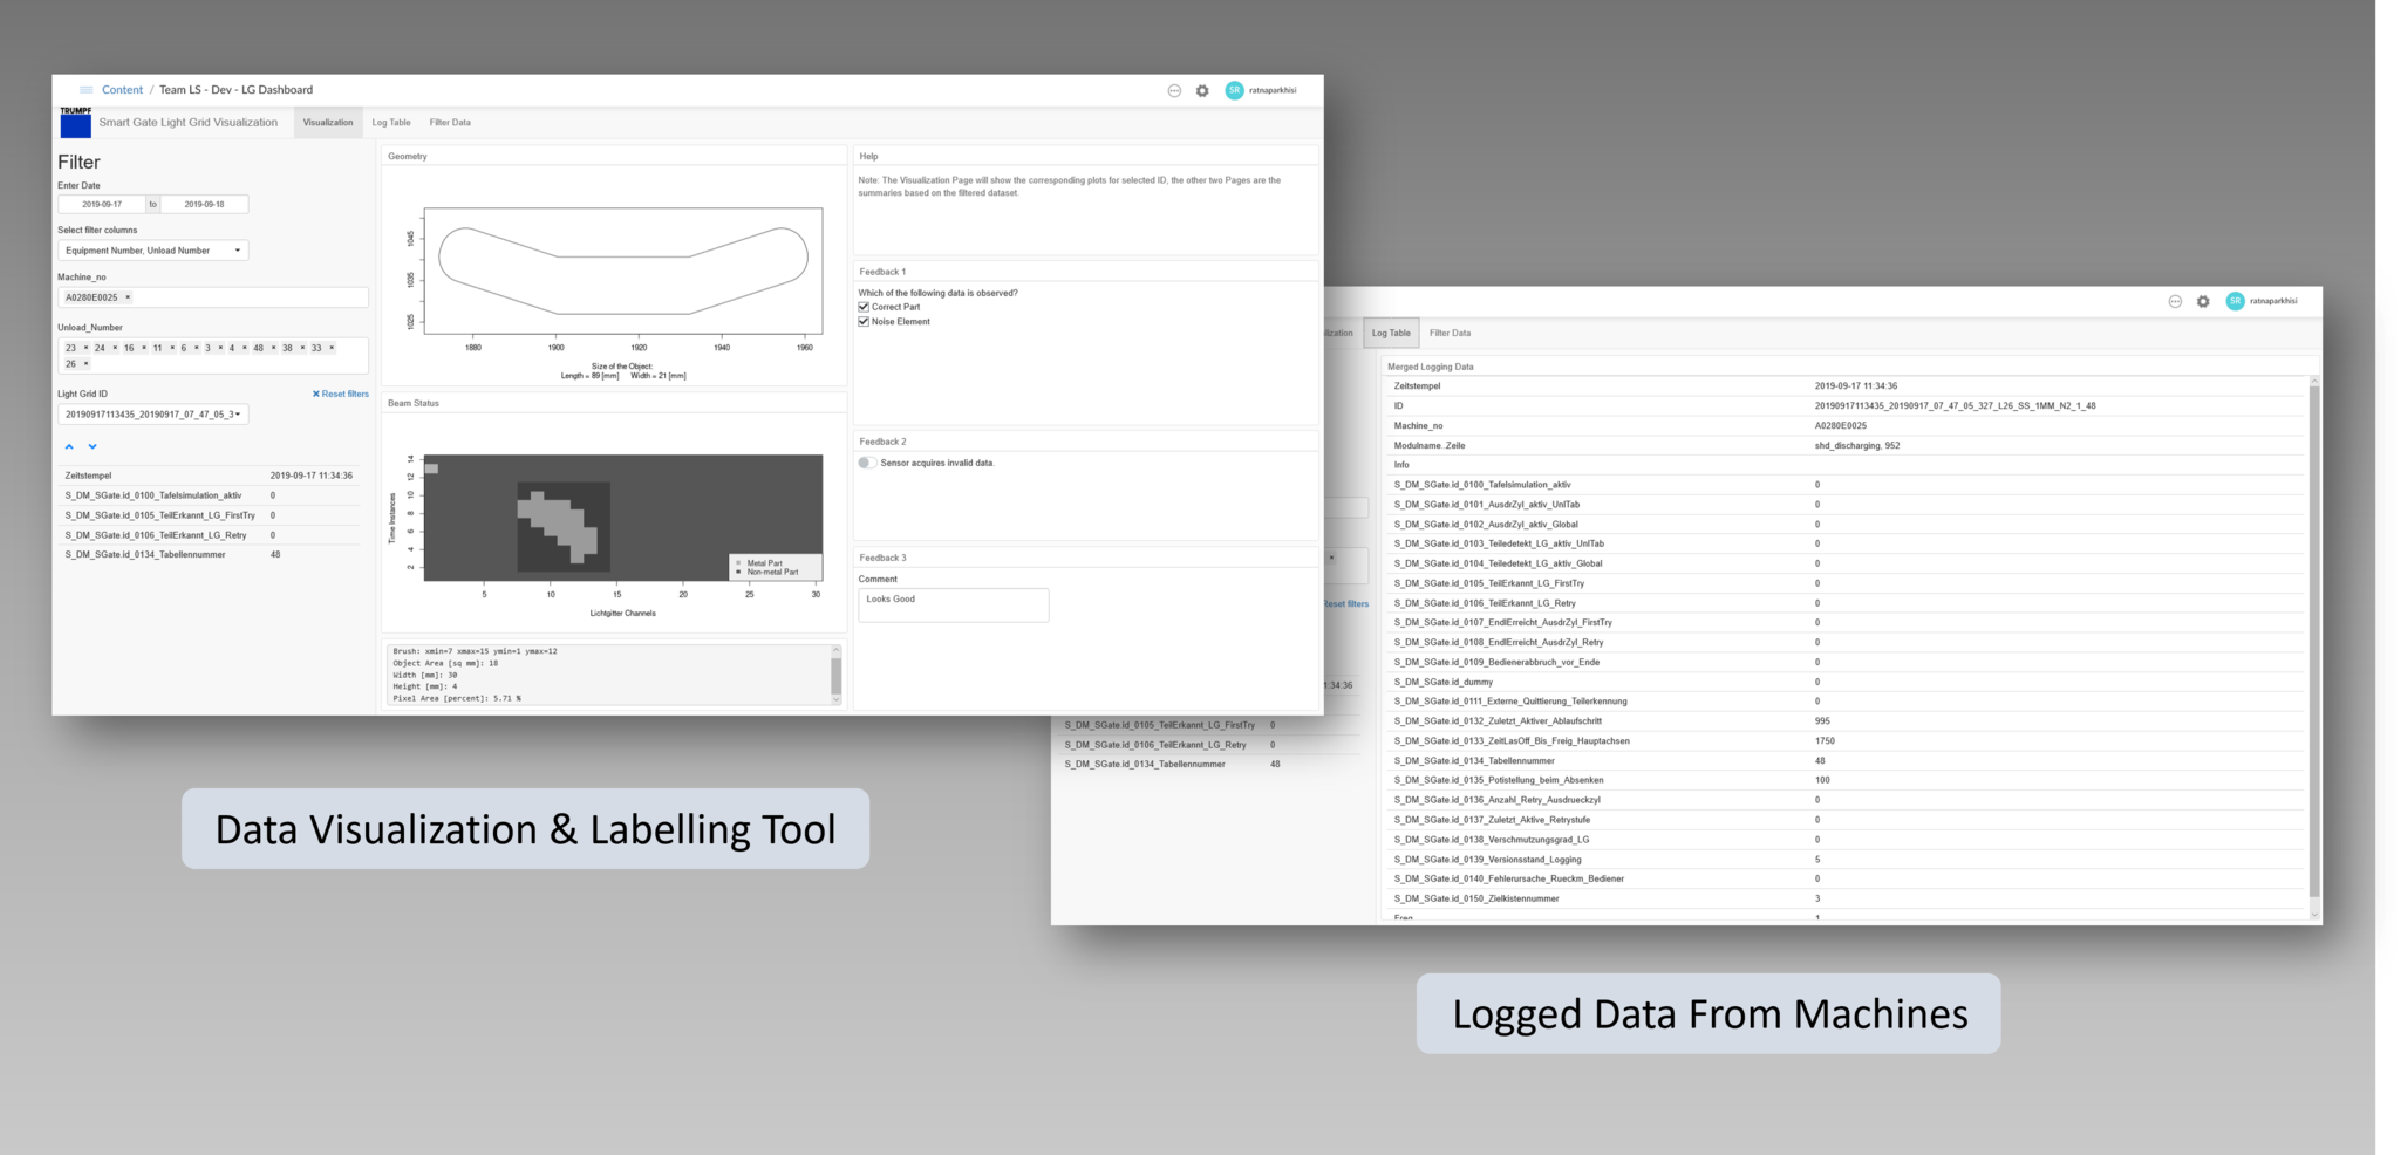 Content / Team LS - Dev - LG Dashboard
SR ratnaparkhisi
TRUMPF
Smart Gate Light Grid Visualization
Visualization
Log Table
Filter Data
Filter
Enter Date
2019-09-17 to 2019-09-18
Select filter columns
Equipment Number, Unload Number
Machine_no
A0280E0025 ×
Unload_Number
23 × 24 × 16 × 11 × 6 × 3 × 4 × 48 × 38 × 33 ×
26 ×
Light Grid ID
× Reset filters
20190917113435_20190917_07_47_05_3
Zeitstempel 2019-09-17 11:34:36
S_DM_SGate.id_0100_Tafelsimulation_aktiv 0
S_DM_SGate.id_0105_TeilErkannt_LG_FirstTry 0
S_DM_SGate.id_0106_TeilErkannt_LG_Retry 0
S_DM_SGate.id_0134_Tabellennummer 48
Geometry
1045
1035
1025
1880 1900 1920 1940 1960
Size of the Object:
Length = 89 [mm] Width = 21 [mm]
Beam Status
Time Instances
14
12
10
8
6
4
2
Metal Part
Non-metal Part
5 10 15 20 25 30
Lichtgitter Channels
Brush: xmin=7 xmax=15 ymin=1 ymax=12
Object Area [sq mm]: 18
Width [mm]: 30
Height [mm]: 4
Pixel Area [percent]: 5.71 %
Help
Note: The Visualization Page will show the corresponding plots for selected ID, the other two Pages are the
summaries based on the filtered dataset.
Feedback 1
Which of the following data is observed?
Correct Part
Noise Element
Feedback 2
Sensor acquires invalid data.
Feedback 3
Comment
Looks Good
Data Visualization & Labelling Tool
SR ratnaparkhisi
lization
Log Table
Filter Data
×
Reset filters
1:34:36
S_DM_SGate.id_0105_TeilErkannt_LG_FirstTry 0
S_DM_SGate.id_0106_TeilErkannt_LG_Retry 0
S_DM_SGate.id_0134_Tabellennummer 48
Merged Logging Data
Zeitstempel 2019-09-17 11:34:36
ID 20190917113435_20190917_07_47_05_327_L26_SS_1MM_N2_1_48
Machine_no A0280E0025
Modulname..Zeile shd_discharging, 952
Info
S_DM_SGate.id_0100_Tafelsimulation_aktiv 0
S_DM_SGate.id_0101_AusdrZyl_aktiv_UnlTab 0
S_DM_SGate.id_0102_AusdrZyl_aktiv_Global 0
S_DM_SGate.id_0103_Teiledetekt_LG_aktiv_UnlTab 0
S_DM_SGate.id_0104_Teiledetekt_LG_aktiv_Global 0
S_DM_SGate.id_0105_TeilErkannt_LG_FirstTry 0
S_DM_SGate.id_0106_TeilErkannt_LG_Retry 0
S_DM_SGate.id_0107_EndlErreicht_AusdrZyl_FirstTry 0
S_DM_SGate.id_0108_EndlErreicht_AusdrZyl_Retry 0
S_DM_SGate.id_0109_Bedienerabbruch_vor_Ende 0
S_DM_SGate.id_dummy 0
S_DM_SGate.id_0111_Externe_Quittierung_Teilerkennung 0
S_DM_SGate.id_0132_Zuletzt_Aktiver_Ablaufschritt 995
S_DM_SGate.id_0133_ZeitLasOff_Bis_Freig_Hauptachsen 1750
S_DM_SGate.id_0134_Tabellennummer 48
S_DM_SGate.id_0135_Potistellung_beim_Absenken 100
S_DM_SGate.id_0136_Anzahl_Retry_Ausdrueckzyl 0
S_DM_SGate.id_0137_Zuletzt_Aktive_Retrystufe 0
S_DM_SGate.id_0138_Verschmutzungsgrad_LG 0
S_DM_SGate.id_0139_Versionsstand_Logging 5
S_DM_SGate.id_0140_Fehlerursache_Rueckm_Bediener 0
S_DM_SGate.id_0150_Zielkistennummer 3
Freq 1
Logged Data From Machines